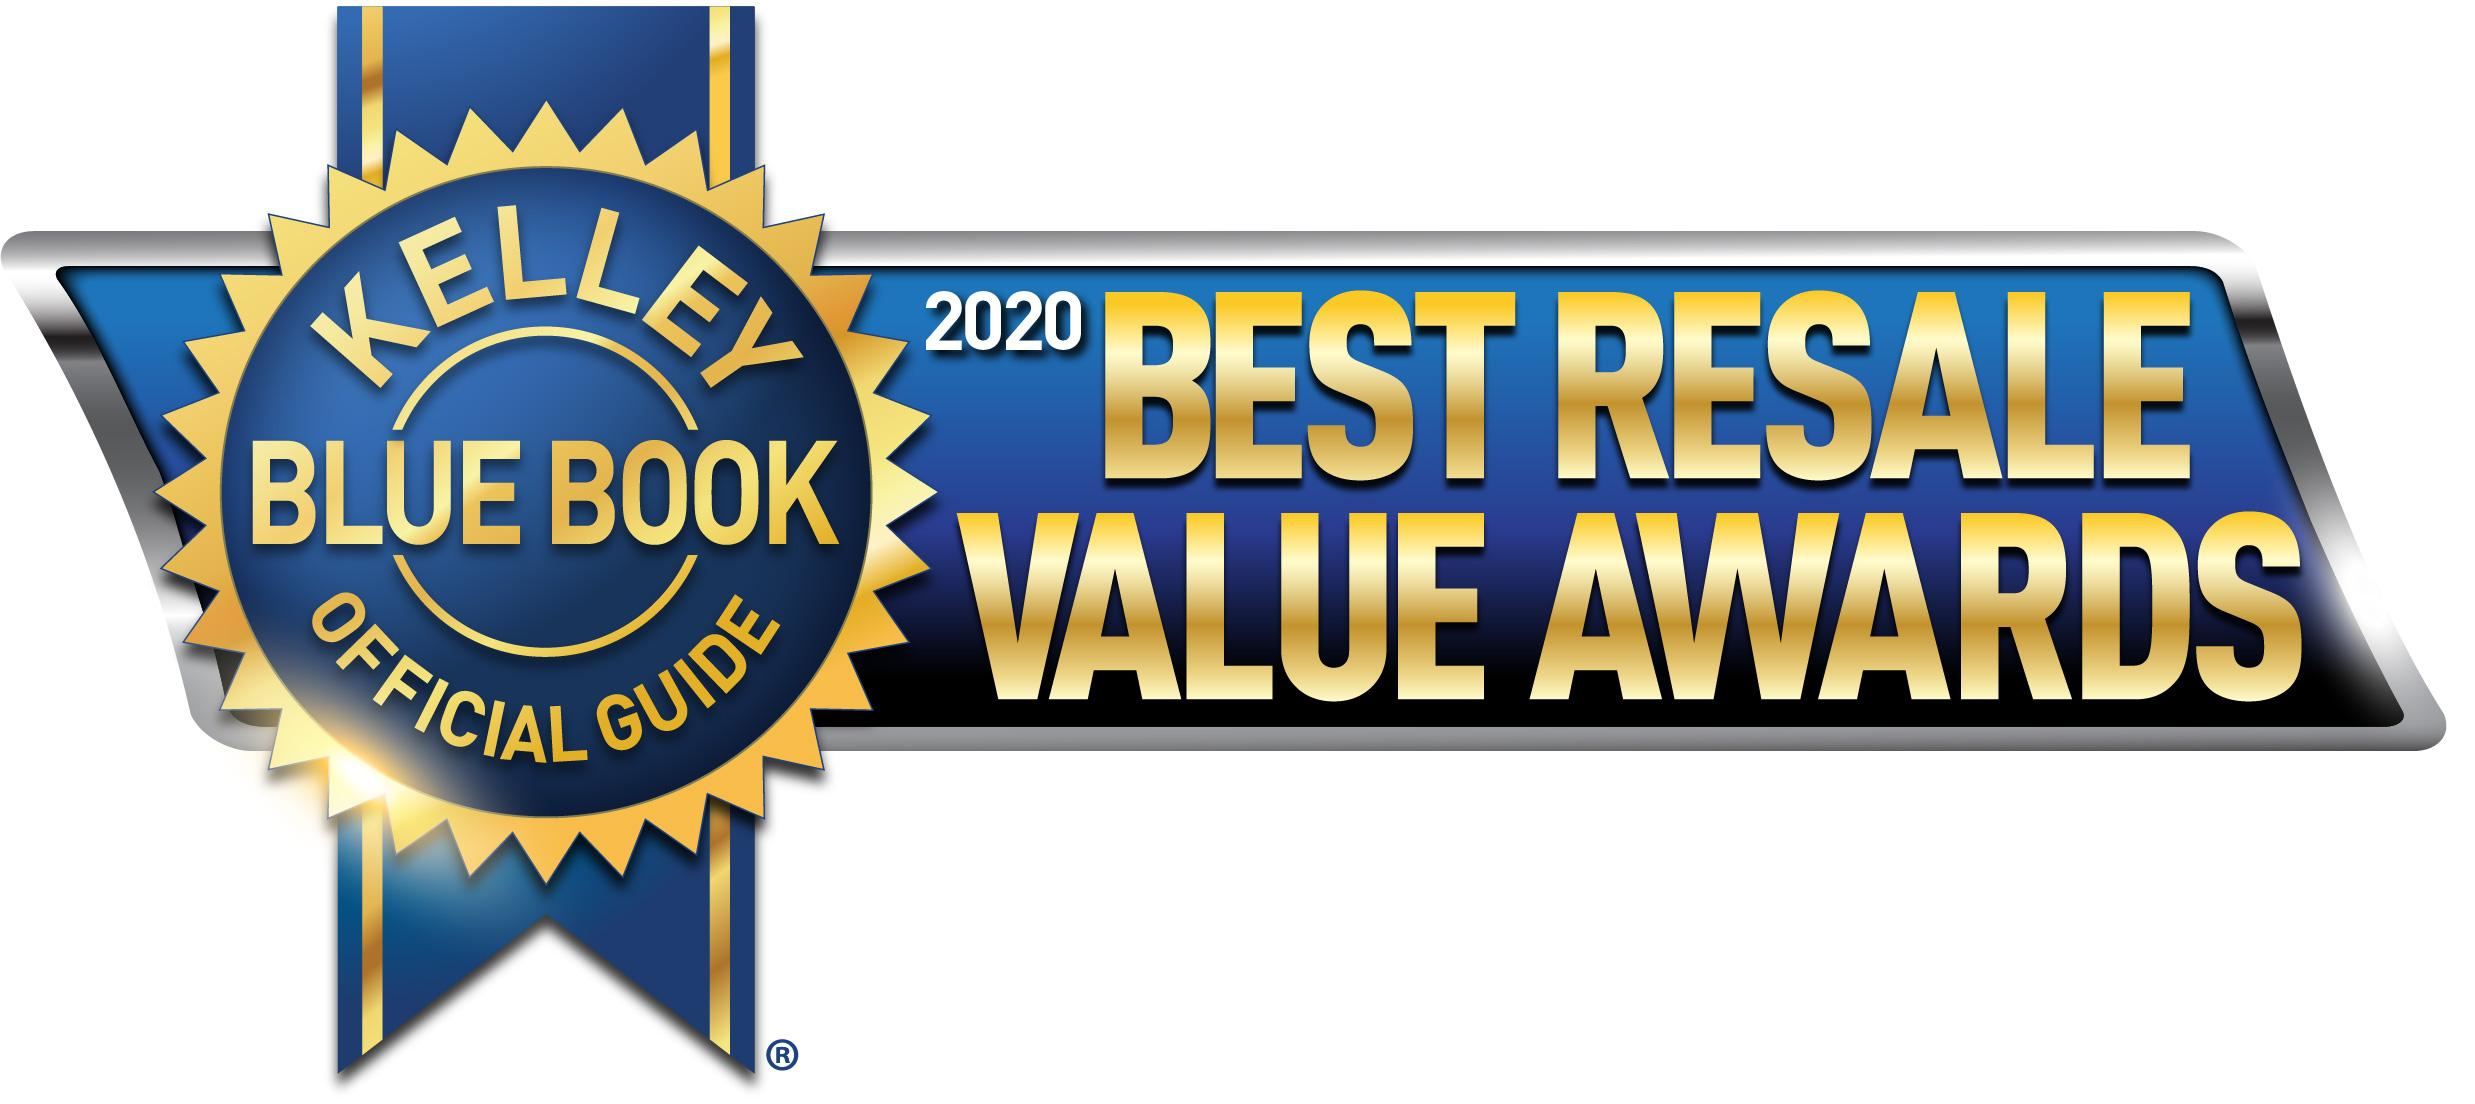 KELLEY
BLUE BOOK
OFFICIAL GUIDE
®
2020 BEST RESALE
VALUE AWARDS